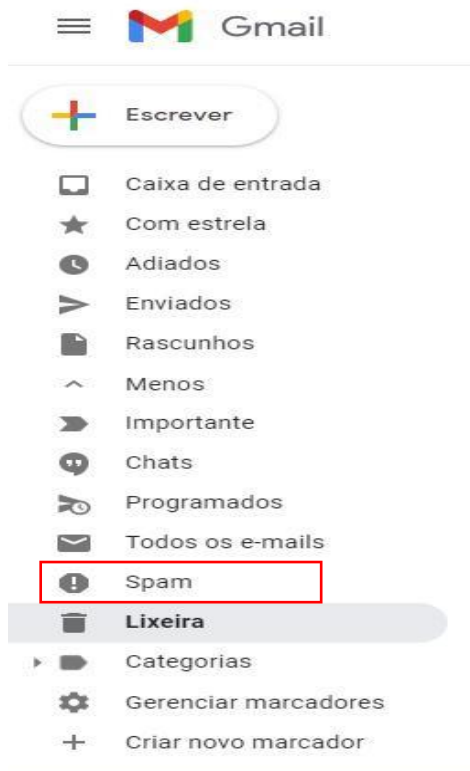 Gmail
Escrever
Caixa de entrada
Com estrela
Adiados
Enviados
Rascunhos
Menos
Importante
Chats
Programados
Todos os e-mails
Spam
Lixeira
Categorias
Gerenciar marcadores
Criar novo marcador